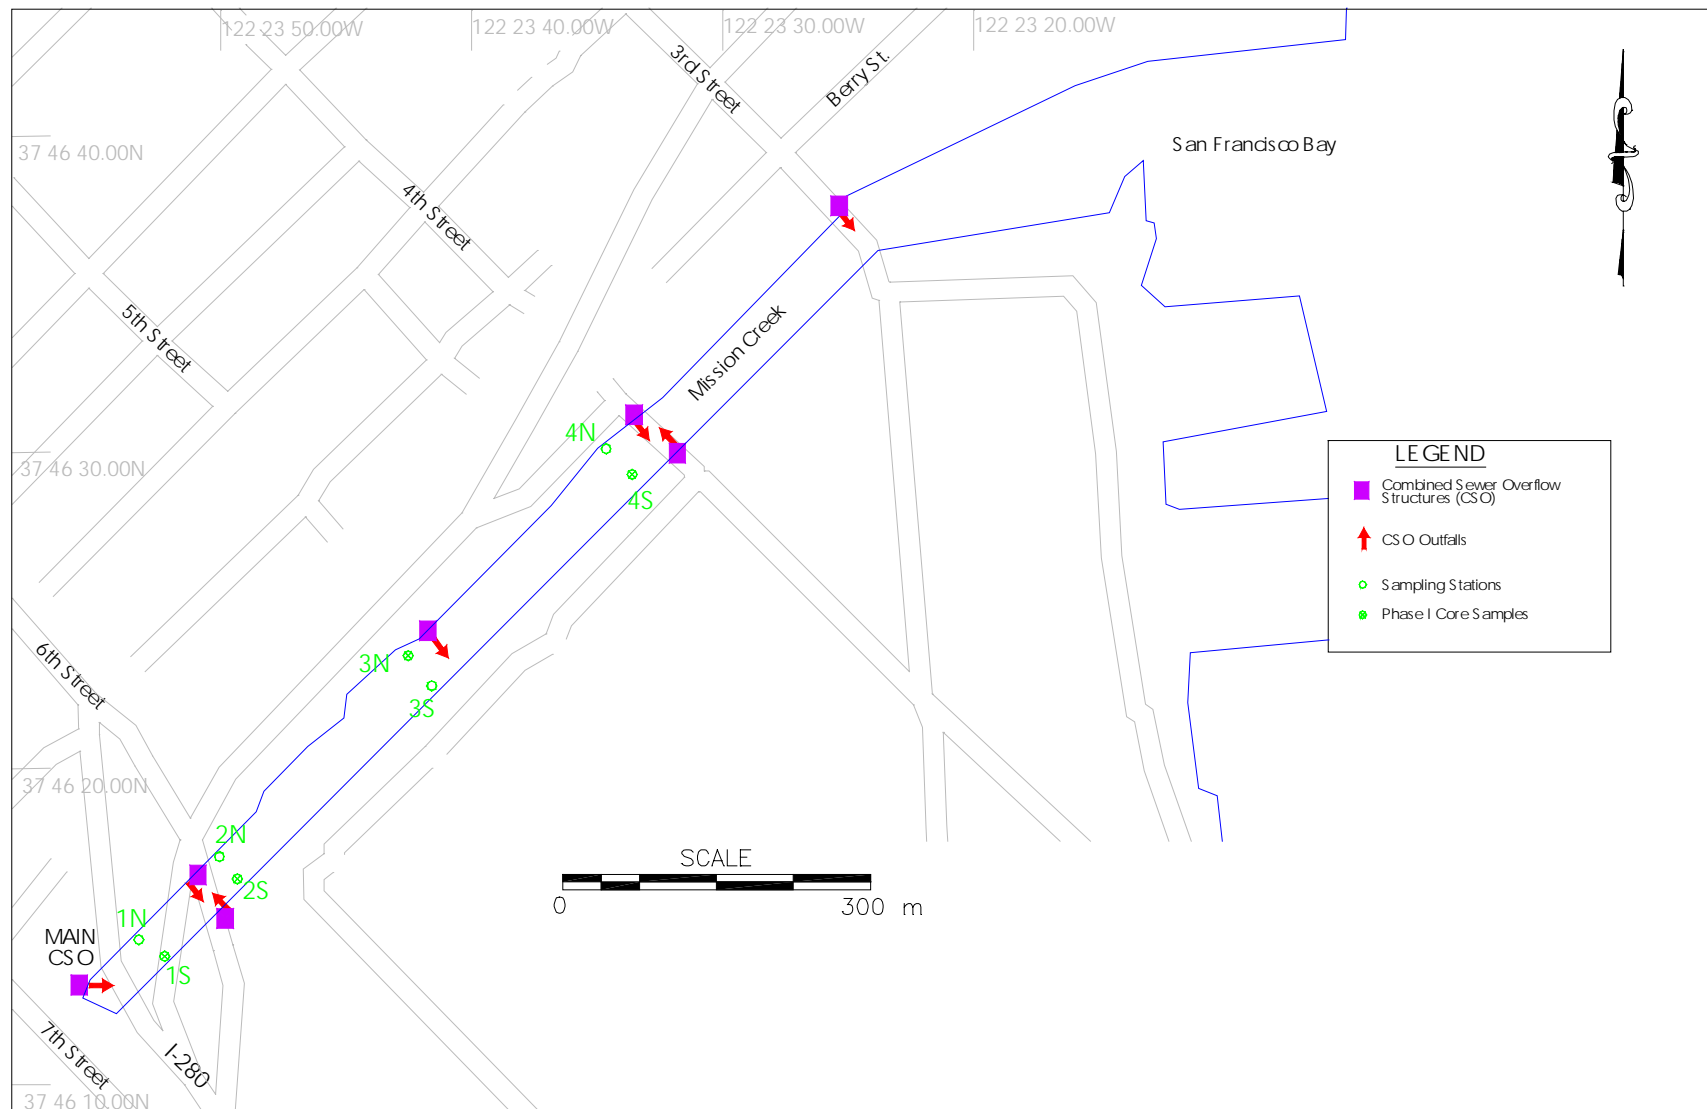 122 23 50.00W
122 23 40.00W
122 23 30.00W
122 23 20.00W
3rd Street
Berry St.
37 46 40.00N
San Francisco Bay
4th Street
5th Street
Mission Creek
4N
37 46 30.00N
4S
LEGEND
Combined Sewer Overflow
Structures (CSO)
CSO Outfalls
Sampling Stations
Phase I Core Samples
3N
6th Street
3S
37 46 20.00N
2N
SCALE
2S
0
300 m
1N
MAIN
CSO
1S
7th Street
I-280
37 46 10.00N